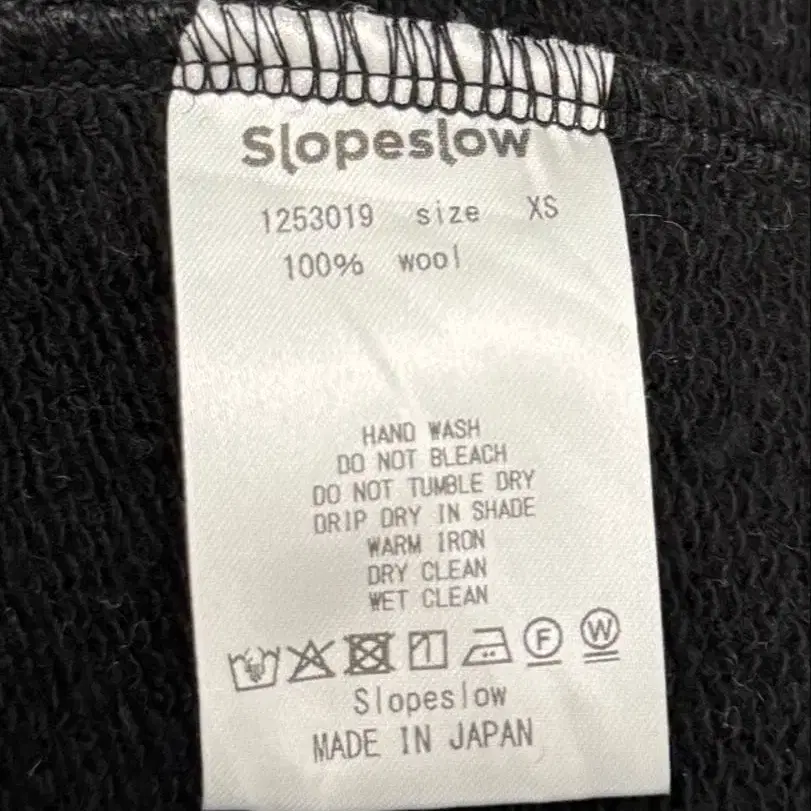 Slopeslow
1253019 size XS
100% wool
HAND WASH
DO NOT BLEACH
DO NOT TUMBLE DRY
DRIP DRY IN SHADE
WARM IRON
DRY CLEAN
WET CLEAN
F W
Slopeslow
MADE IN JAPAN